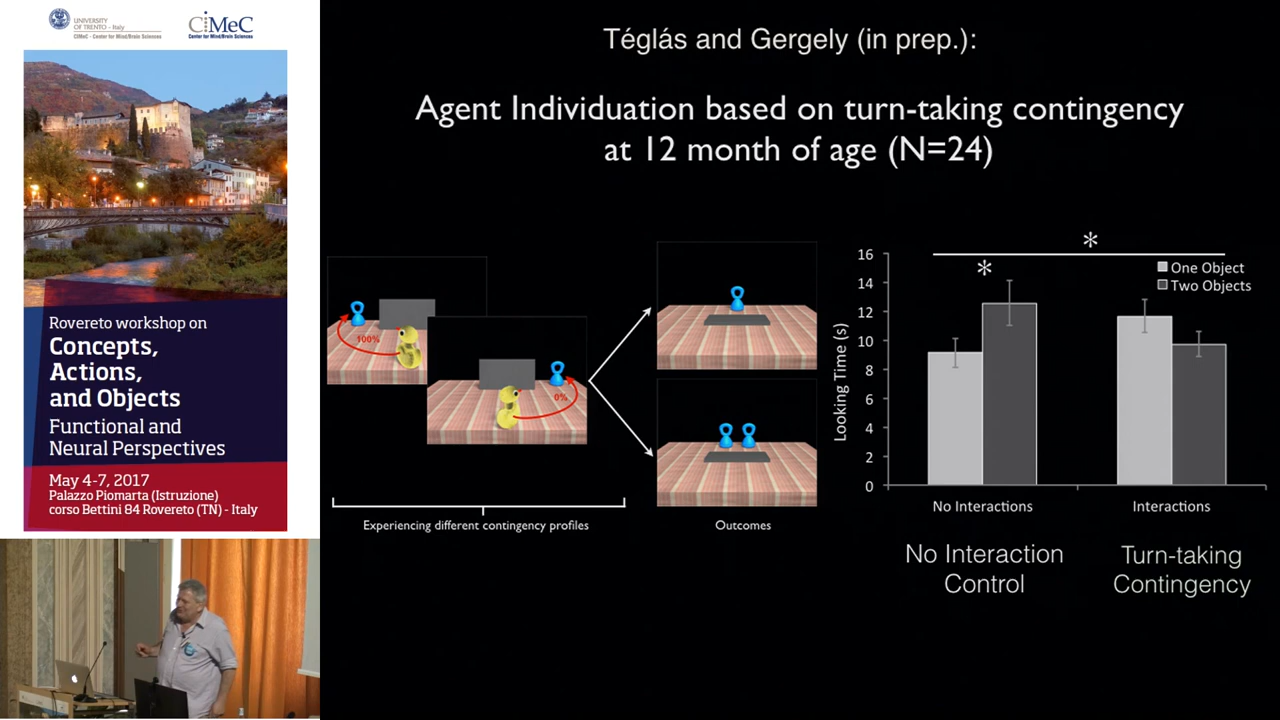 UNIVERSITY
OF TRENTO - Italy
CIMeC - Center for Mind/Brain Sciences
CiMeC
Center for Mind/Brain Sciences
Rovereto workshop on
Concepts,
Actions,
and Objects
Functional and
Neural Perspectives
May 4-7, 2017
Palazzo Piomarta (Istruzione)
corso Bettini 84 Rovereto (TN) - Italy
Téglás and Gergely (in prep.):
Agent Individuation based on turn-taking contingency
at 12 month of age (N=24)
100%
0%
Experiencing different contingency profiles
Outcomes
Looking Time (s)
16
14
12
10
8
6
4
2
0
*
*
One Object
Two Objects
No Interactions
Interactions
No Interaction
Control
Turn-taking
Contingency